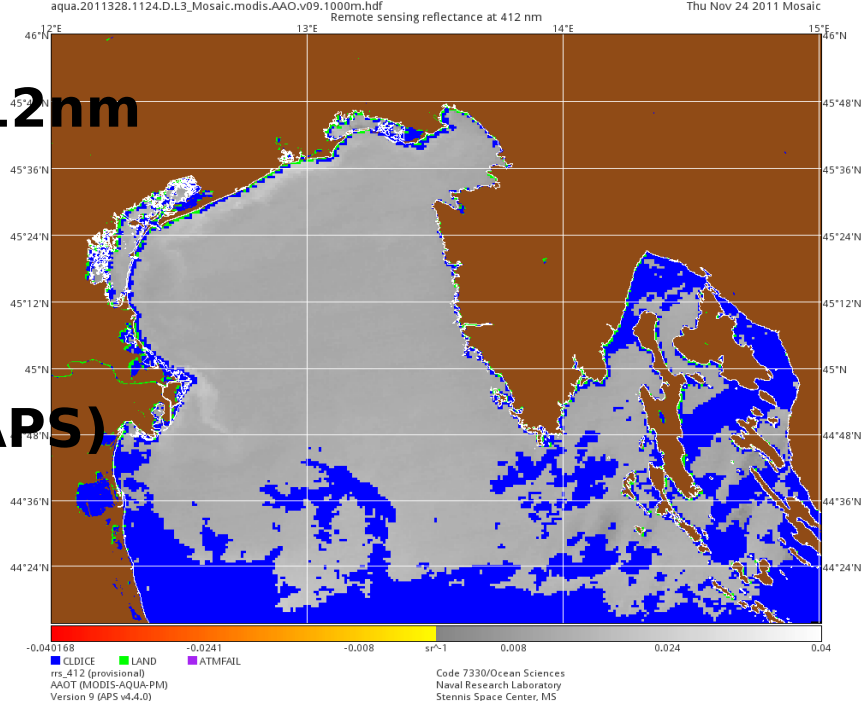 aqua.2011328.1124.D.L3_Mosaic.modis.AAO.v09.1000m.hdf
Thu Nov 24 2011 Mosaic
Remote sensing reflectance at 412 nm
12°E 13°E 14°E 15°E
46°N 46°N
45°48'N
2nm
45°36'N 45°36'N
45°24'N 45°24'N
45°12'N 45°12'N
45°N 45°N
APS)
48'N 44°48'N
44°36'N 44°36'N
44°24'N 44°24'N
-0.040168 -0.0241 -0.008 sr^-1 0.008 0.024 0.04
CLDICE LAND ATMFAIL
rrs_412 (provisional)
AAOT (MODIS-AQUA-PM)
Version 9 (APS v4.4.0)
Code 7330/Ocean Sciences
Naval Research Laboratory
Stennis Space Center, MS